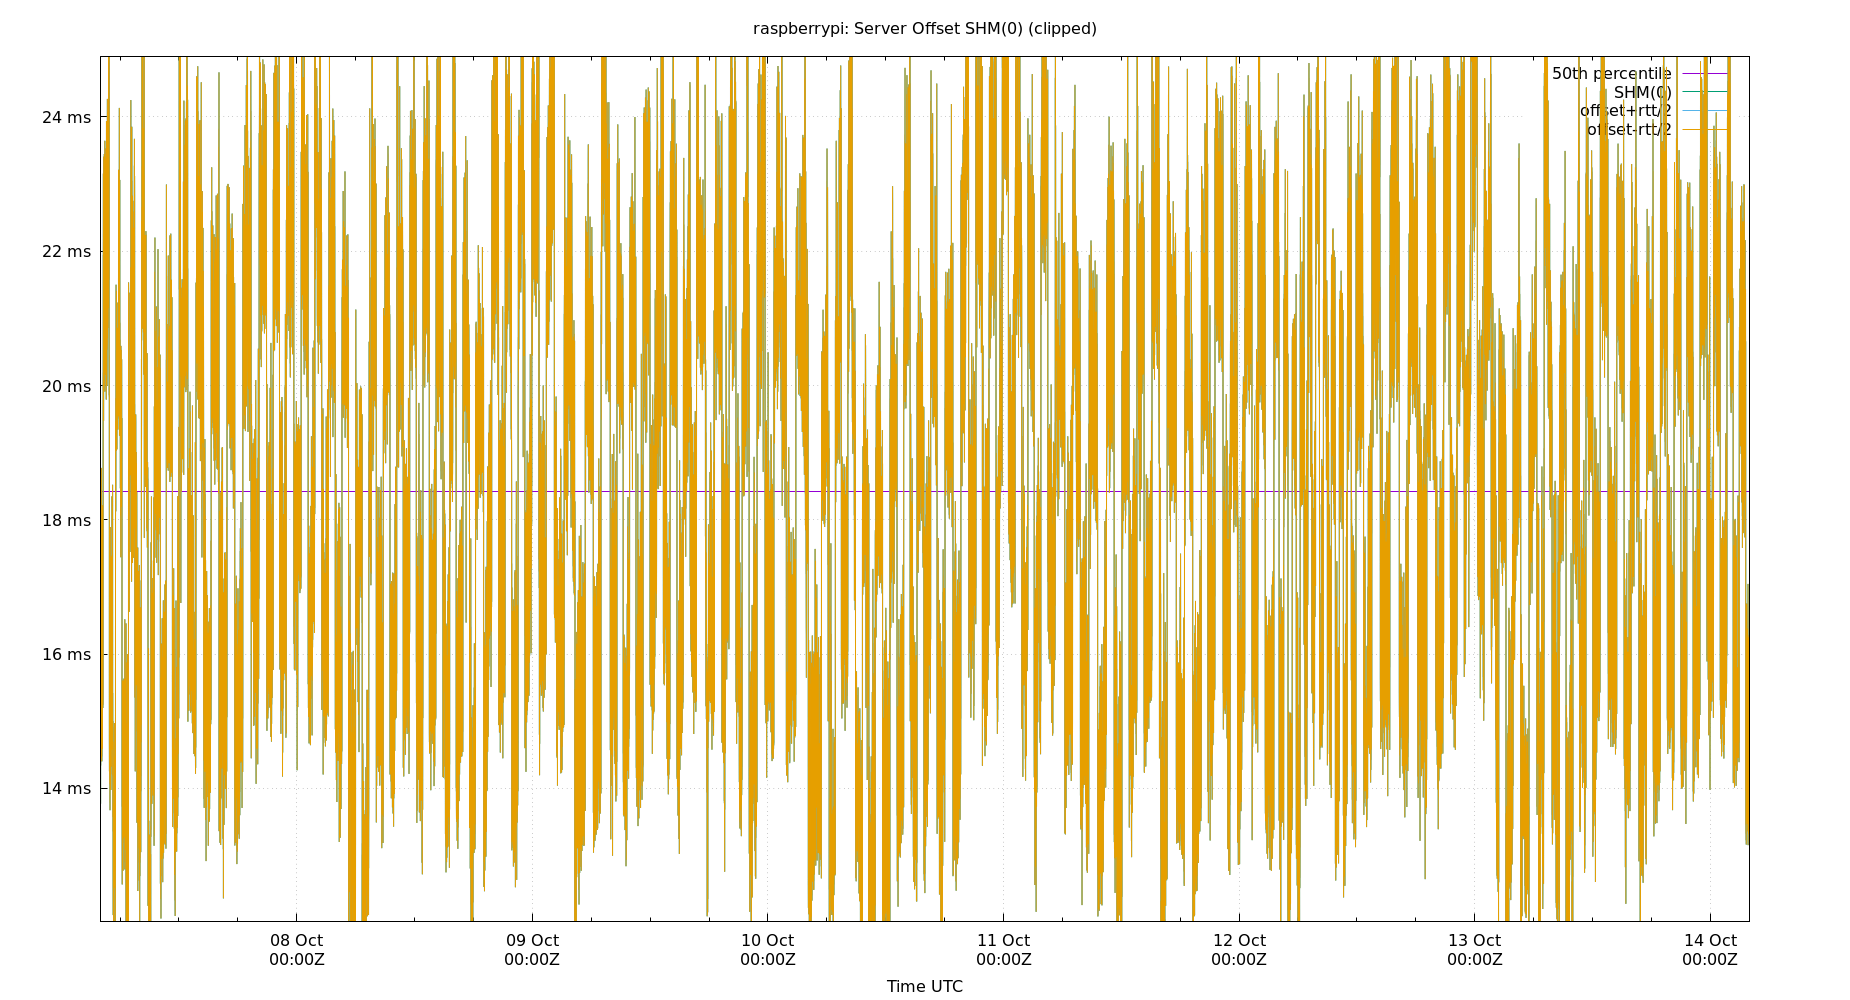 raspberrypi: Server Offset SHM(0) (clipped)
50th percentile
SHM(0)
offset+rtt/2
offset-rtt/2
24 ms
22 ms
20 ms
18 ms
16 ms
14 ms
08 Oct 09 Oct 10 Oct 11 Oct 12 Oct 13 Oct 14 Oct
00:00Z 00:00Z 00:00Z 00:00Z 00:00Z 00:00Z 00:00Z
Time UTC